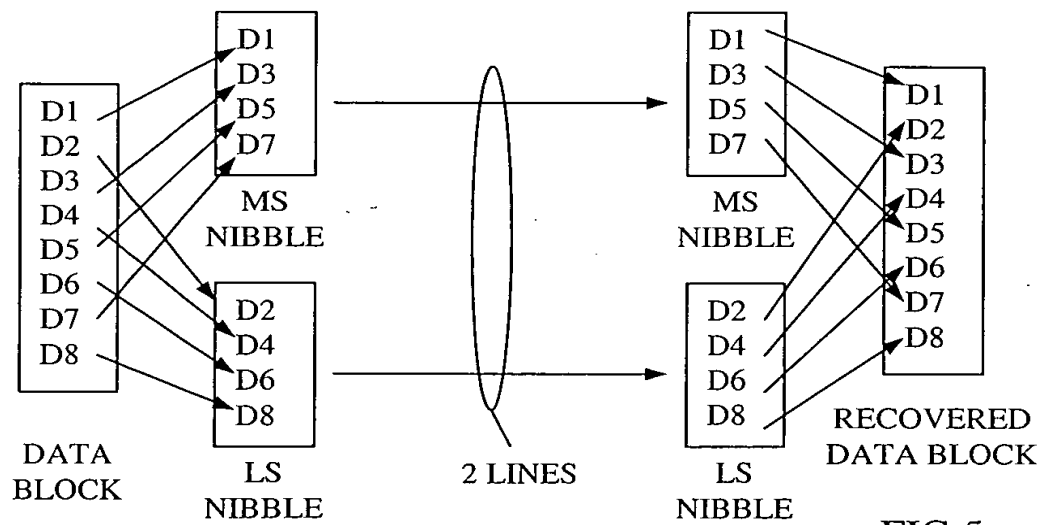 D1
D2
D3
D4
D5
D6
D7
D8
DATA
BLOCK
D1
D3
D5
D7
MS
NIBBLE
D2
D4
D6
D8
LS
NIBBLE
2 LINES
D1
D3
D5
D7
MS
NIBBLE
D2
D4
D6
D8
LS
NIBBLE
D1
D2
D3
D4
D5
D6
D7
D8
RECOVERED
DATA BLOCK